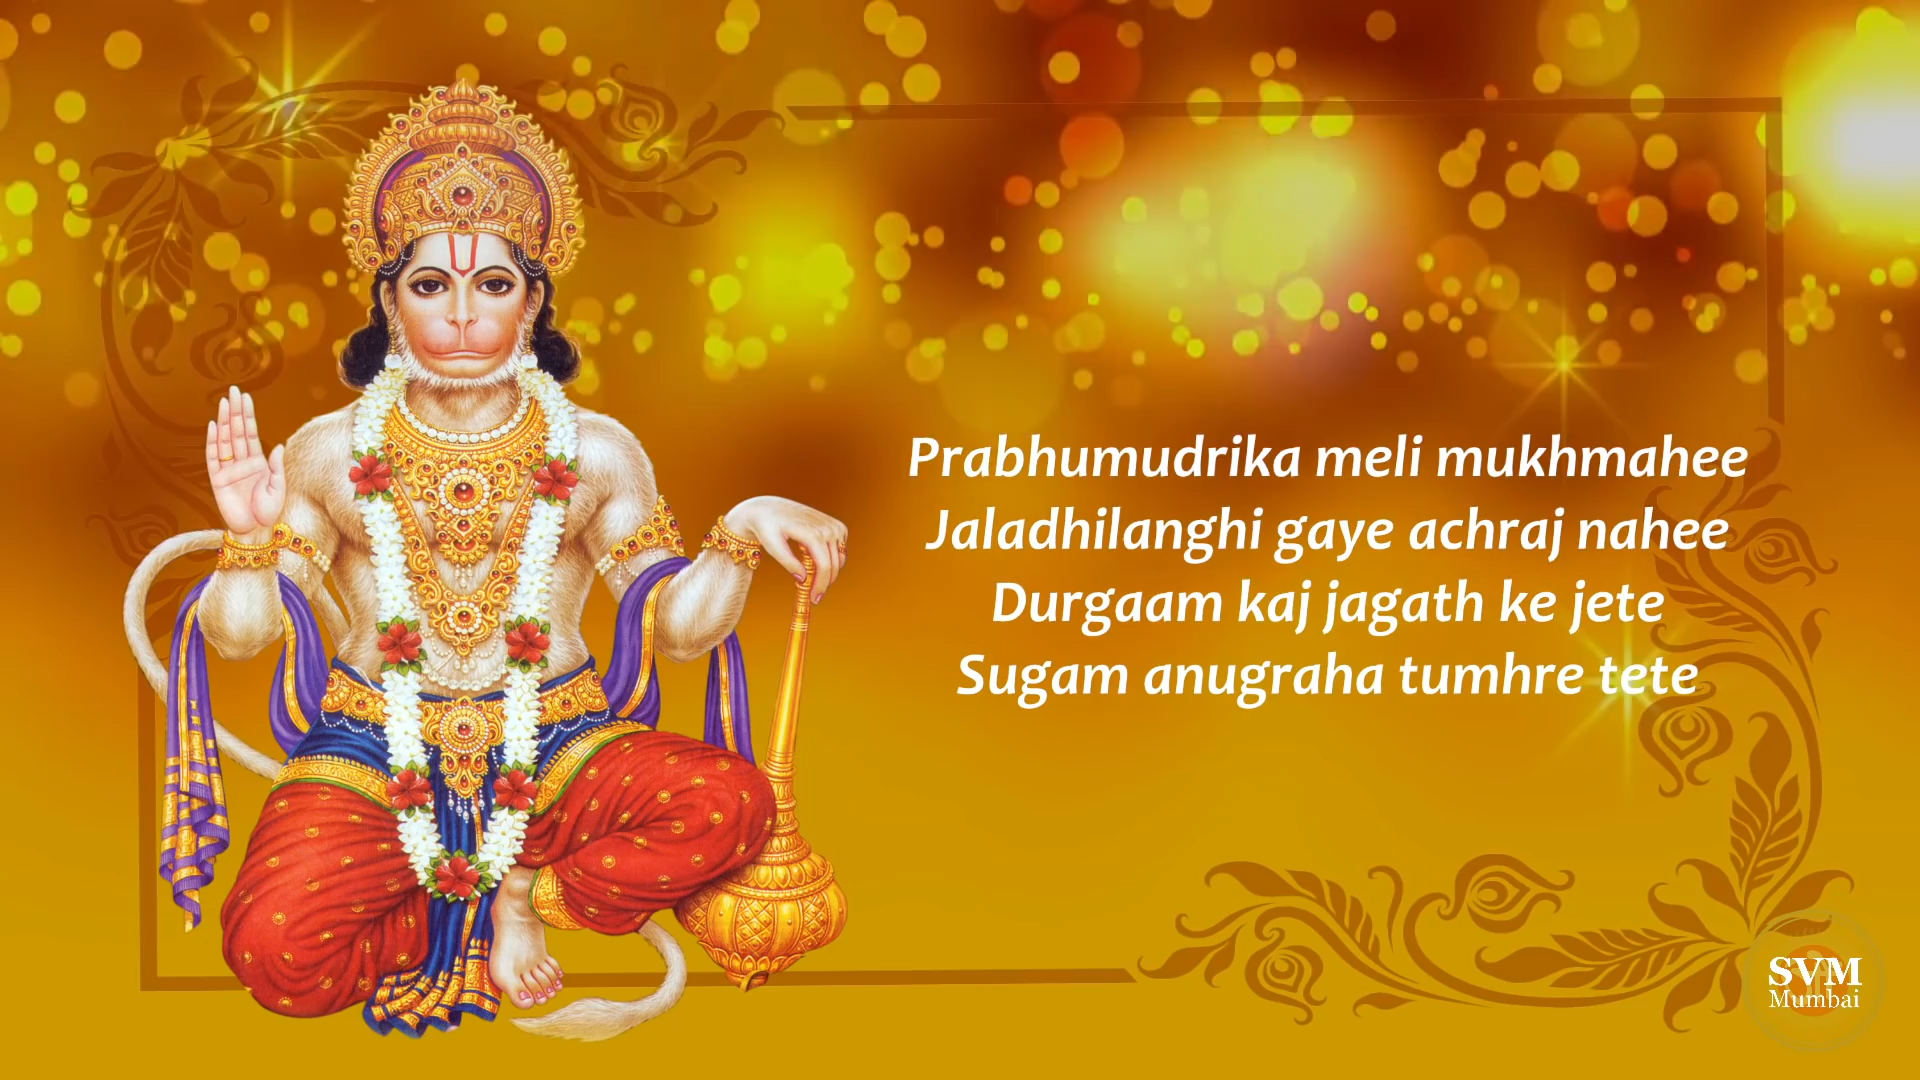 Prabhumudrika meli mukhmahee
Jaladhilanghi gaye achraj nahee
Durgaam kaj jagath ke jete
Sugam anugraha tumhre tete
SVM
Mumbai